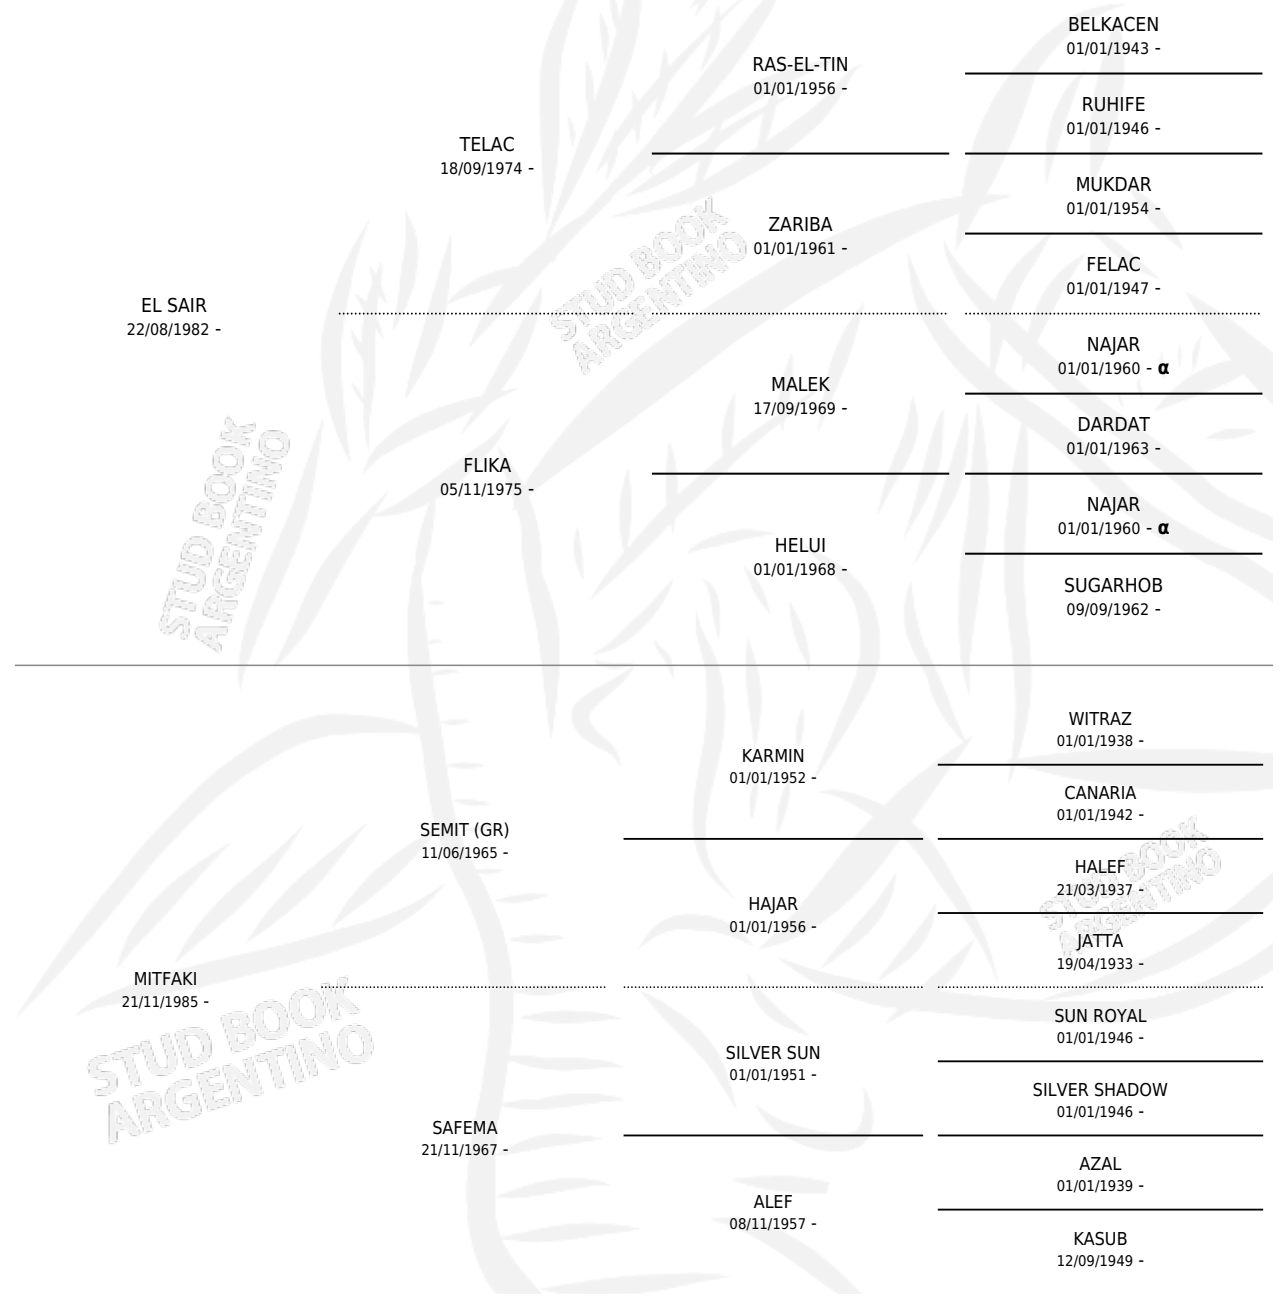 BELKACEN
01/01/1943 -
RAS-EL-TIN
01/01/1956 -
RUHIFE
01/01/1946 -
TELAC
18/09/1974 -
MUKDAR
01/01/1954 -
ZARIBA
01/01/1961 -
FELAC
01/01/1947 -
EL SAIR
22/08/1982 -
NAJAR
01/01/1960 - α
MALEK
17/09/1969 -
DARDAT
01/01/1963 -
FLIKA
05/11/1975 -
NAJAR
01/01/1960 - α
HELUI
01/01/1968 -
SUGARHOB
09/09/1962 -
WITRAZ
01/01/1938 -
KARMIN
01/01/1952 -
CANARIA
01/01/1942 -
SEMIT (GR)
11/06/1965 -
HALEF
21/03/1937 -
HAJAR
01/01/1956 -
JATTA
19/04/1933 -
MITFAKI
21/11/1985 -
SUN ROYAL
01/01/1946 -
SILVER SUN
01/01/1951 -
SILVER SHADOW
01/01/1946 -
SAFEMA
21/11/1967 -
AZAL
01/01/1939 -
ALEF
08/11/1957 -
KASUB
12/09/1949 -
STUD BOOK
ARGENTINO
STUD BOOK
ARGENTINO
STUD BOOK
ARGENTINO
STUD BOOK
ARGENTINO